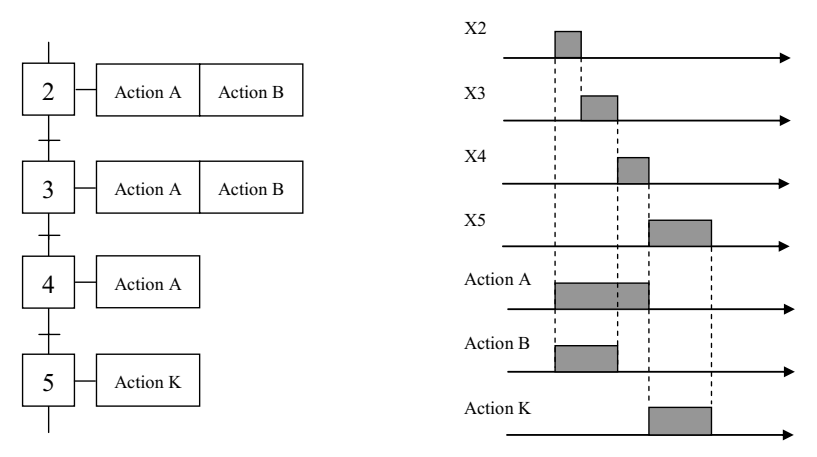 2 Action A Action B
3 Action A Action B
4 Action A
5 Action K
X2
X3
X4
X5
Action A
Action B
Action K